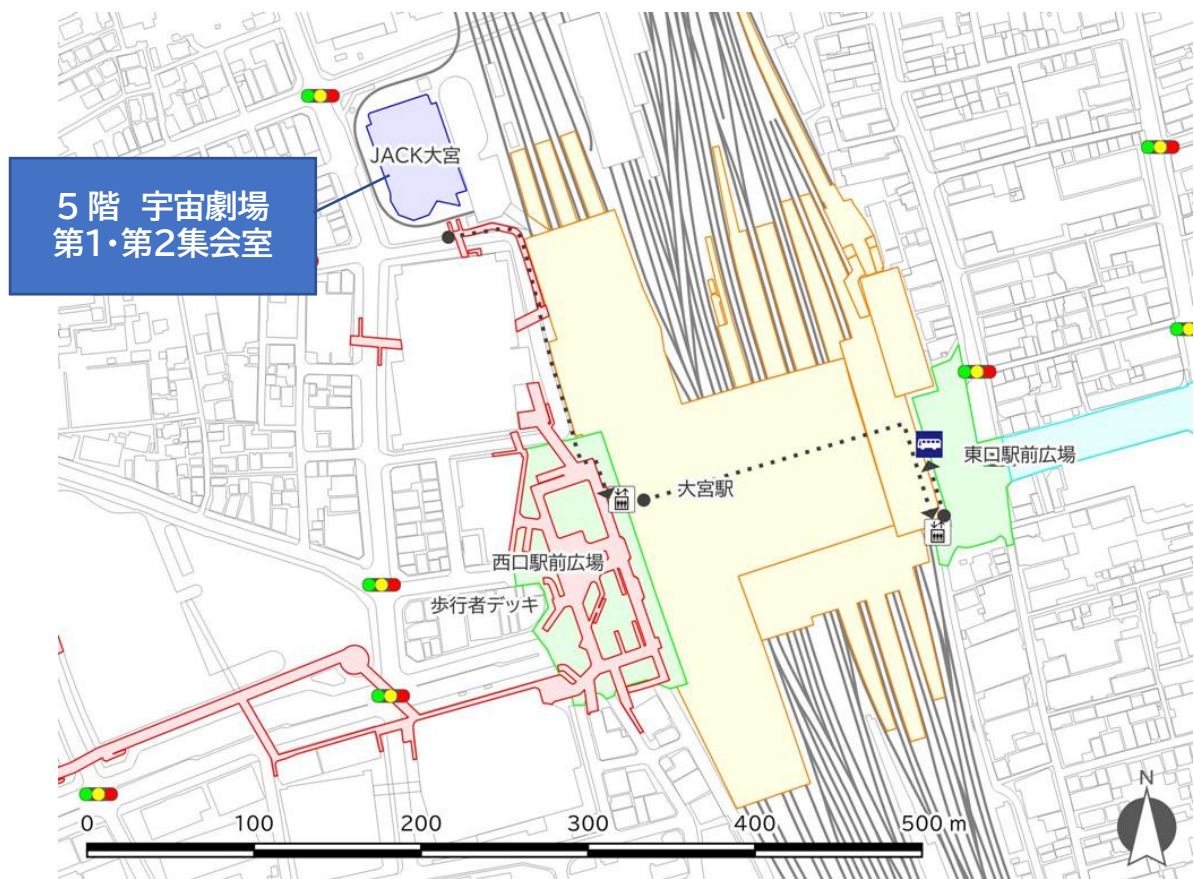 JACK大宮
5階 宇宙劇場
第1・第2集会室
大宮駅
東口駅前広場
西口駅前広場
歩行者デッキ
N
0 100 200 300 400 500 m